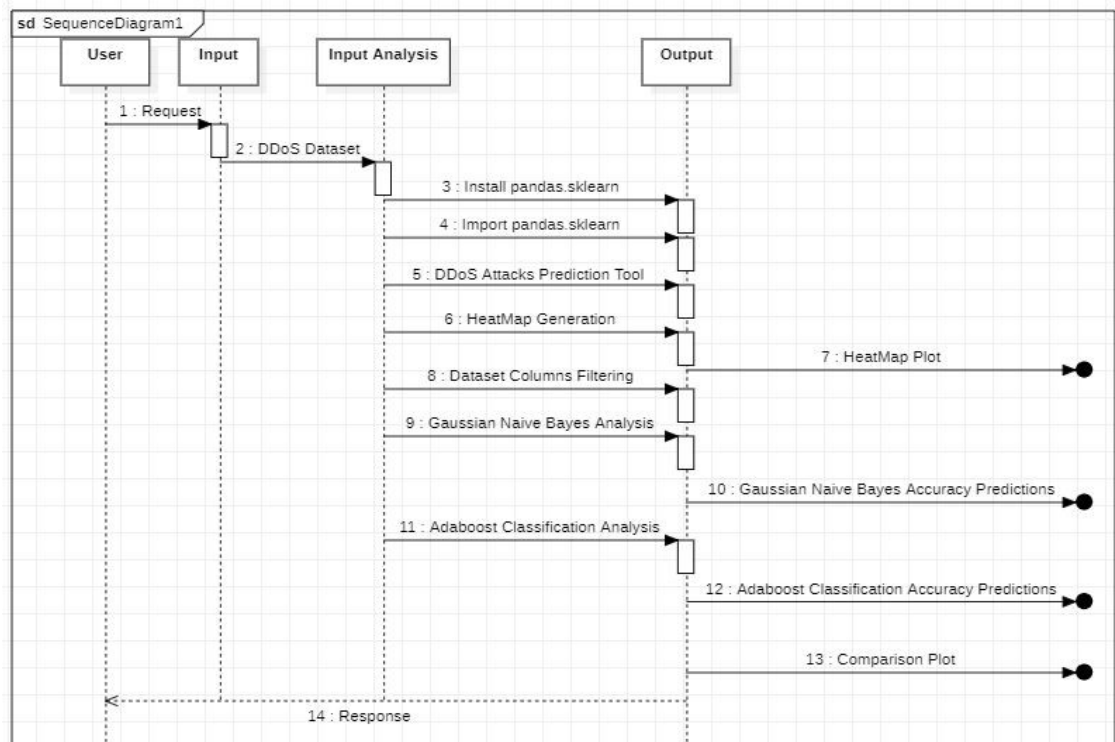 sd SequenceDiagram1
User
Input
Input Analysis
Output
1 : Request
2 : DDoS Dataset
3 : Install pandas.sklearn
4 : Import pandas.sklearn
5 : DDoS Attacks Prediction Tool
6 : HeatMap Generation
7 : HeatMap Plot
8 : Dataset Columns Filtering
9 : Gaussian Naive Bayes Analysis
10 : Gaussian Naive Bayes Accuracy Predictions
11 : Adaboost Classification Analysis
12 : Adaboost Classification Accuracy Predictions
13 : Comparison Plot
14 : Response